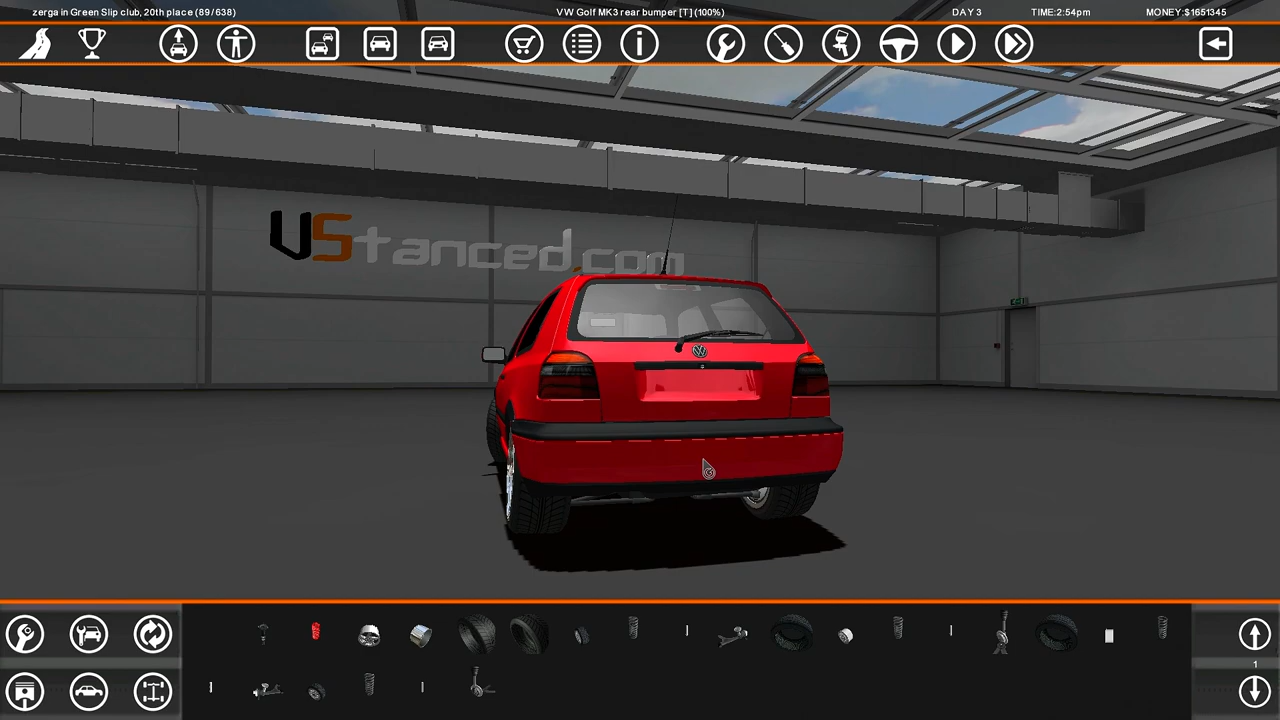 zerga in Green Slip club, 20th place (89/638)
VW Golf MK3 rear bumper [T] (100%)
DAY 3
TIME:2:54pm
MONEY:$1651345
VStanced.com
1